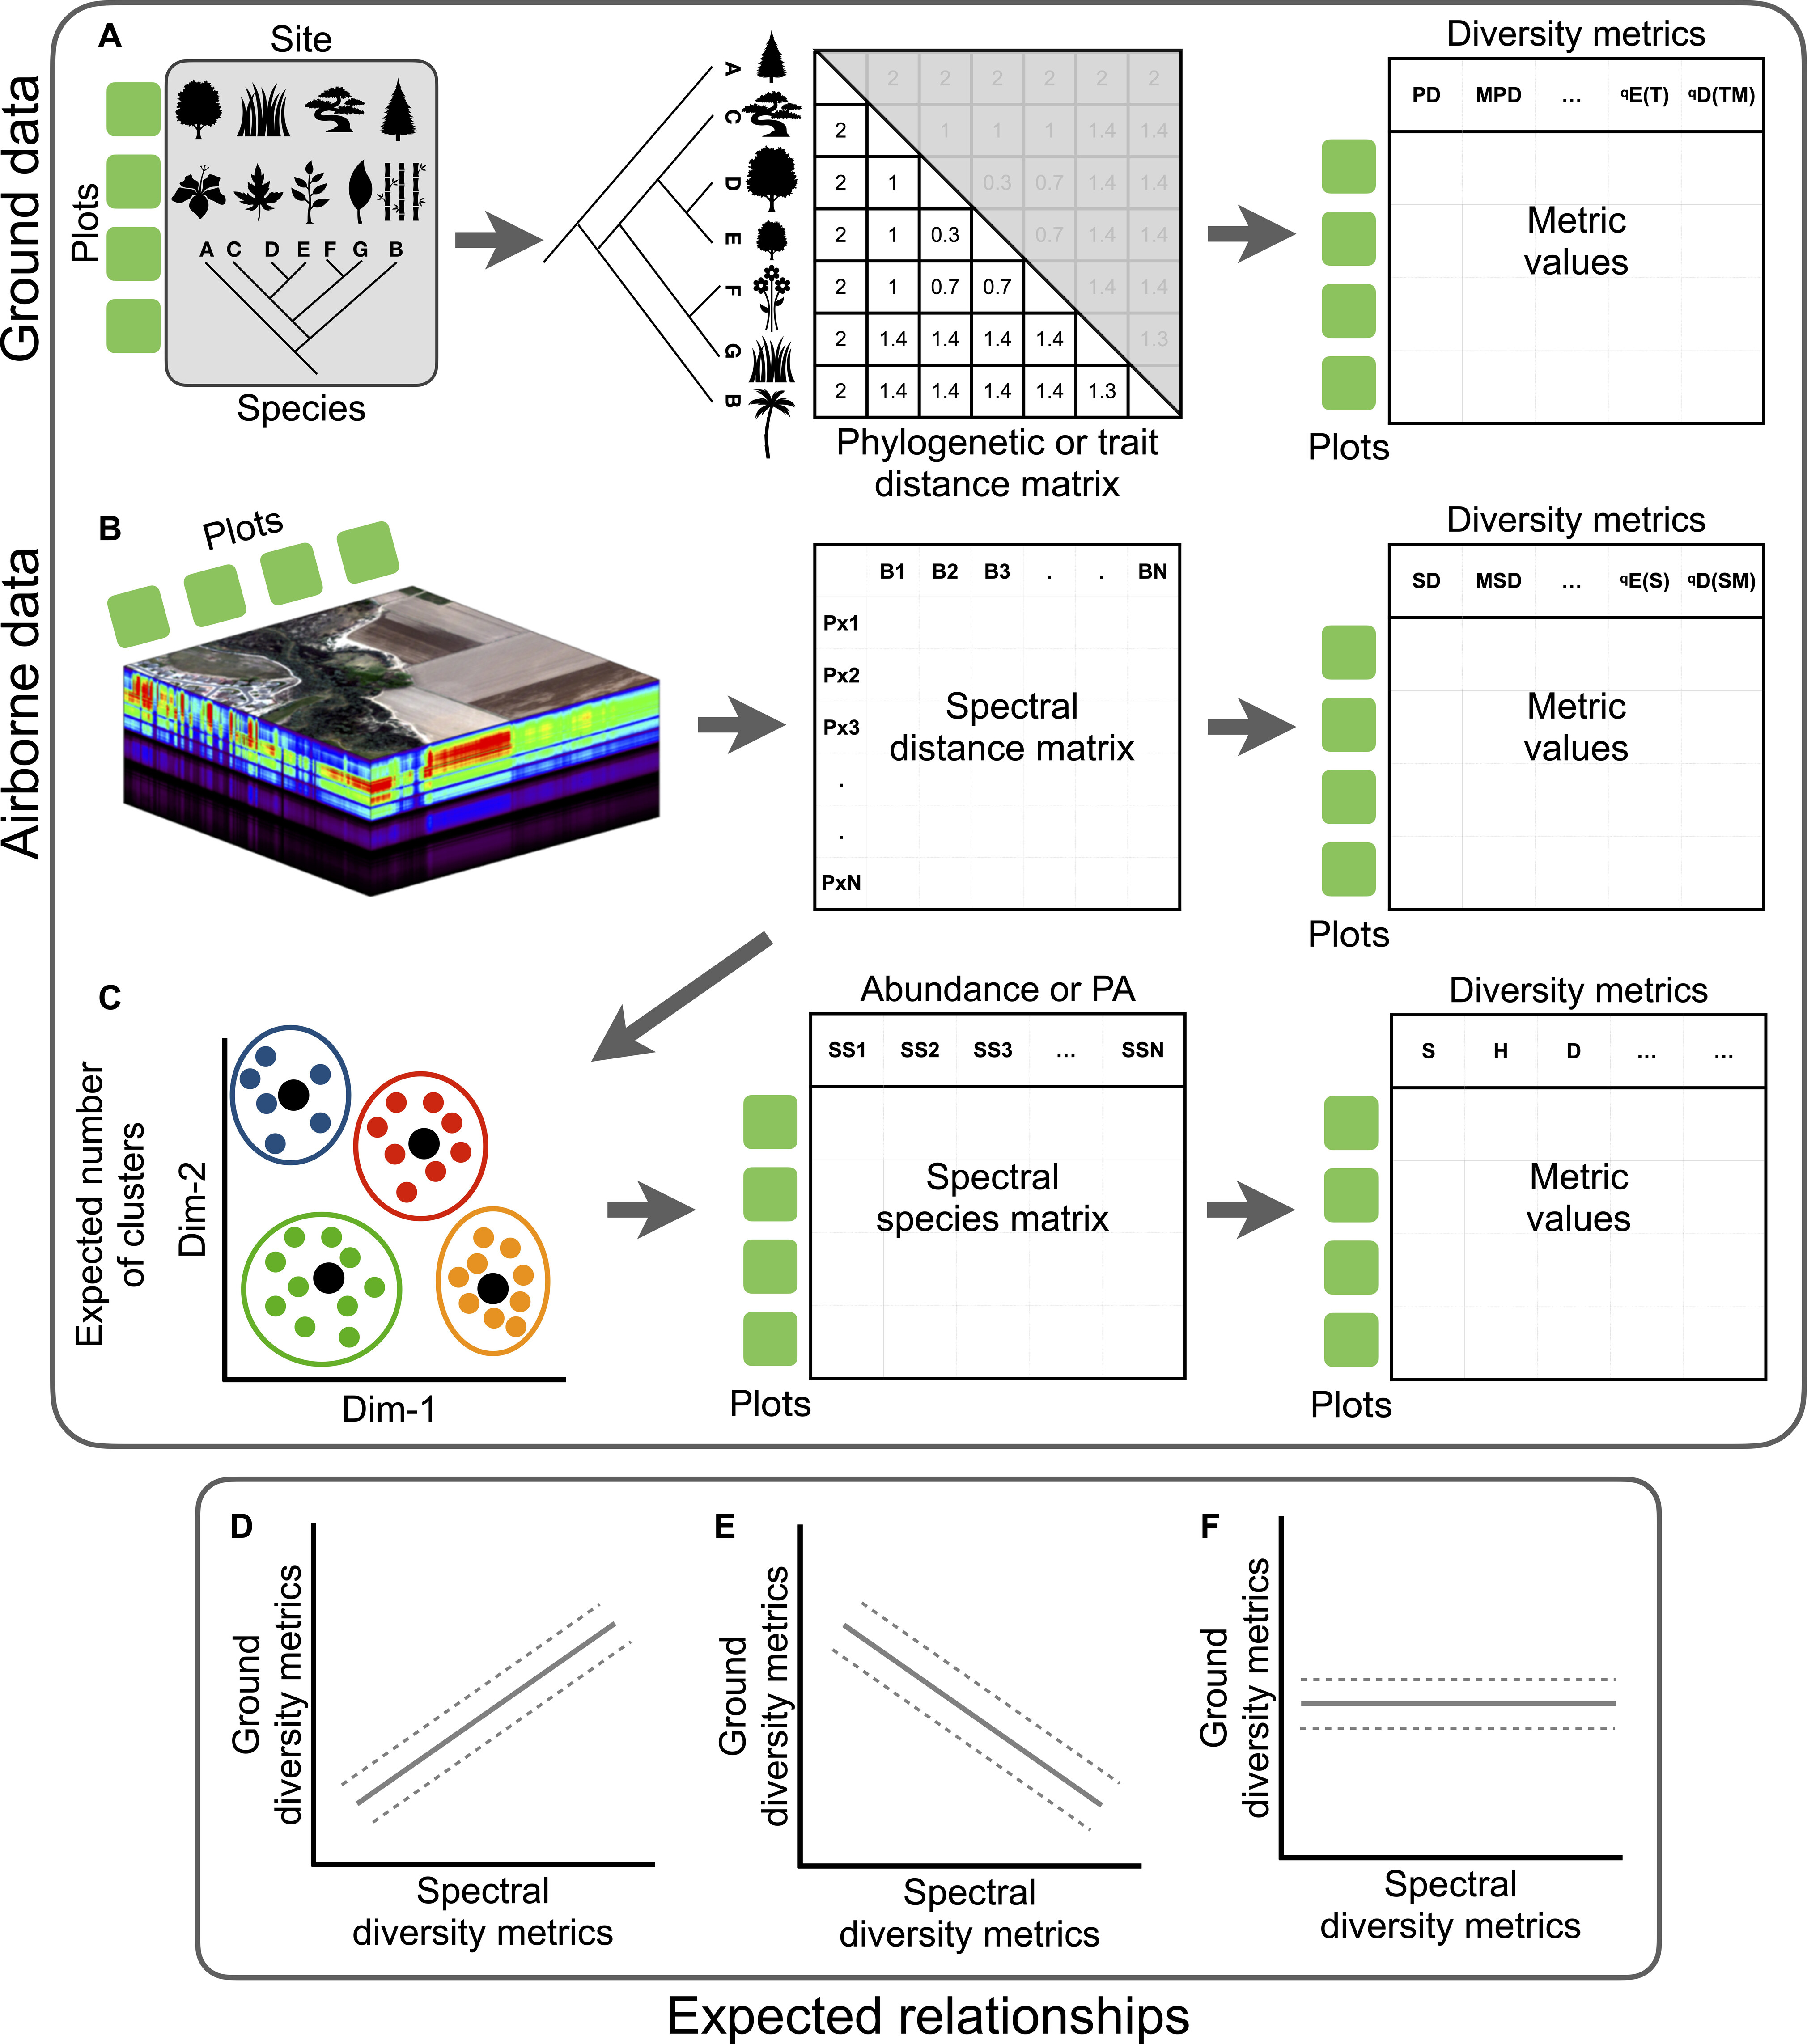 Ground data
A
Site
Plots
A C D E F G B
Species
A
C
D
E
F
G
B
2 2 2 2 2 2
2 1 1 1 1.4 1.4
2 1 0.3 0.7 1.4 1.4
2 1 0.3 0.7 1.4 1.4
2 1 0.7 0.7 1.4 1.4
2 1.4 1.4 1.4 1.4 1.3
2 1.4 1.4 1.4 1.4 1.3
Phylogenetic or trait
distance matrix
Diversity metrics
PD MPD ... qE(T) qD(TM)
Metric
values
Plots
Airborne data
B
Plots
B1 B2 B3 . . BN
Px1
Px2
Px3
.
.
PxN
Spectral
distance matrix
Diversity metrics
SD MSD ... qE(S) qD(SM)
Metric
values
Plots
C
Expected number
of clusters
Dim-2
Dim-1
Abundance or PA
SS1 SS2 SS3 ... SSN
Spectral
species matrix
Plots
Diversity metrics
S H D ... ...
Metric
values
Plots
D
Ground
diversity metrics
Spectral
diversity metrics
E
Ground
diversity metrics
Spectral
diversity metrics
F
Ground
diversity metrics
Spectral
diversity metrics
Expected relationships